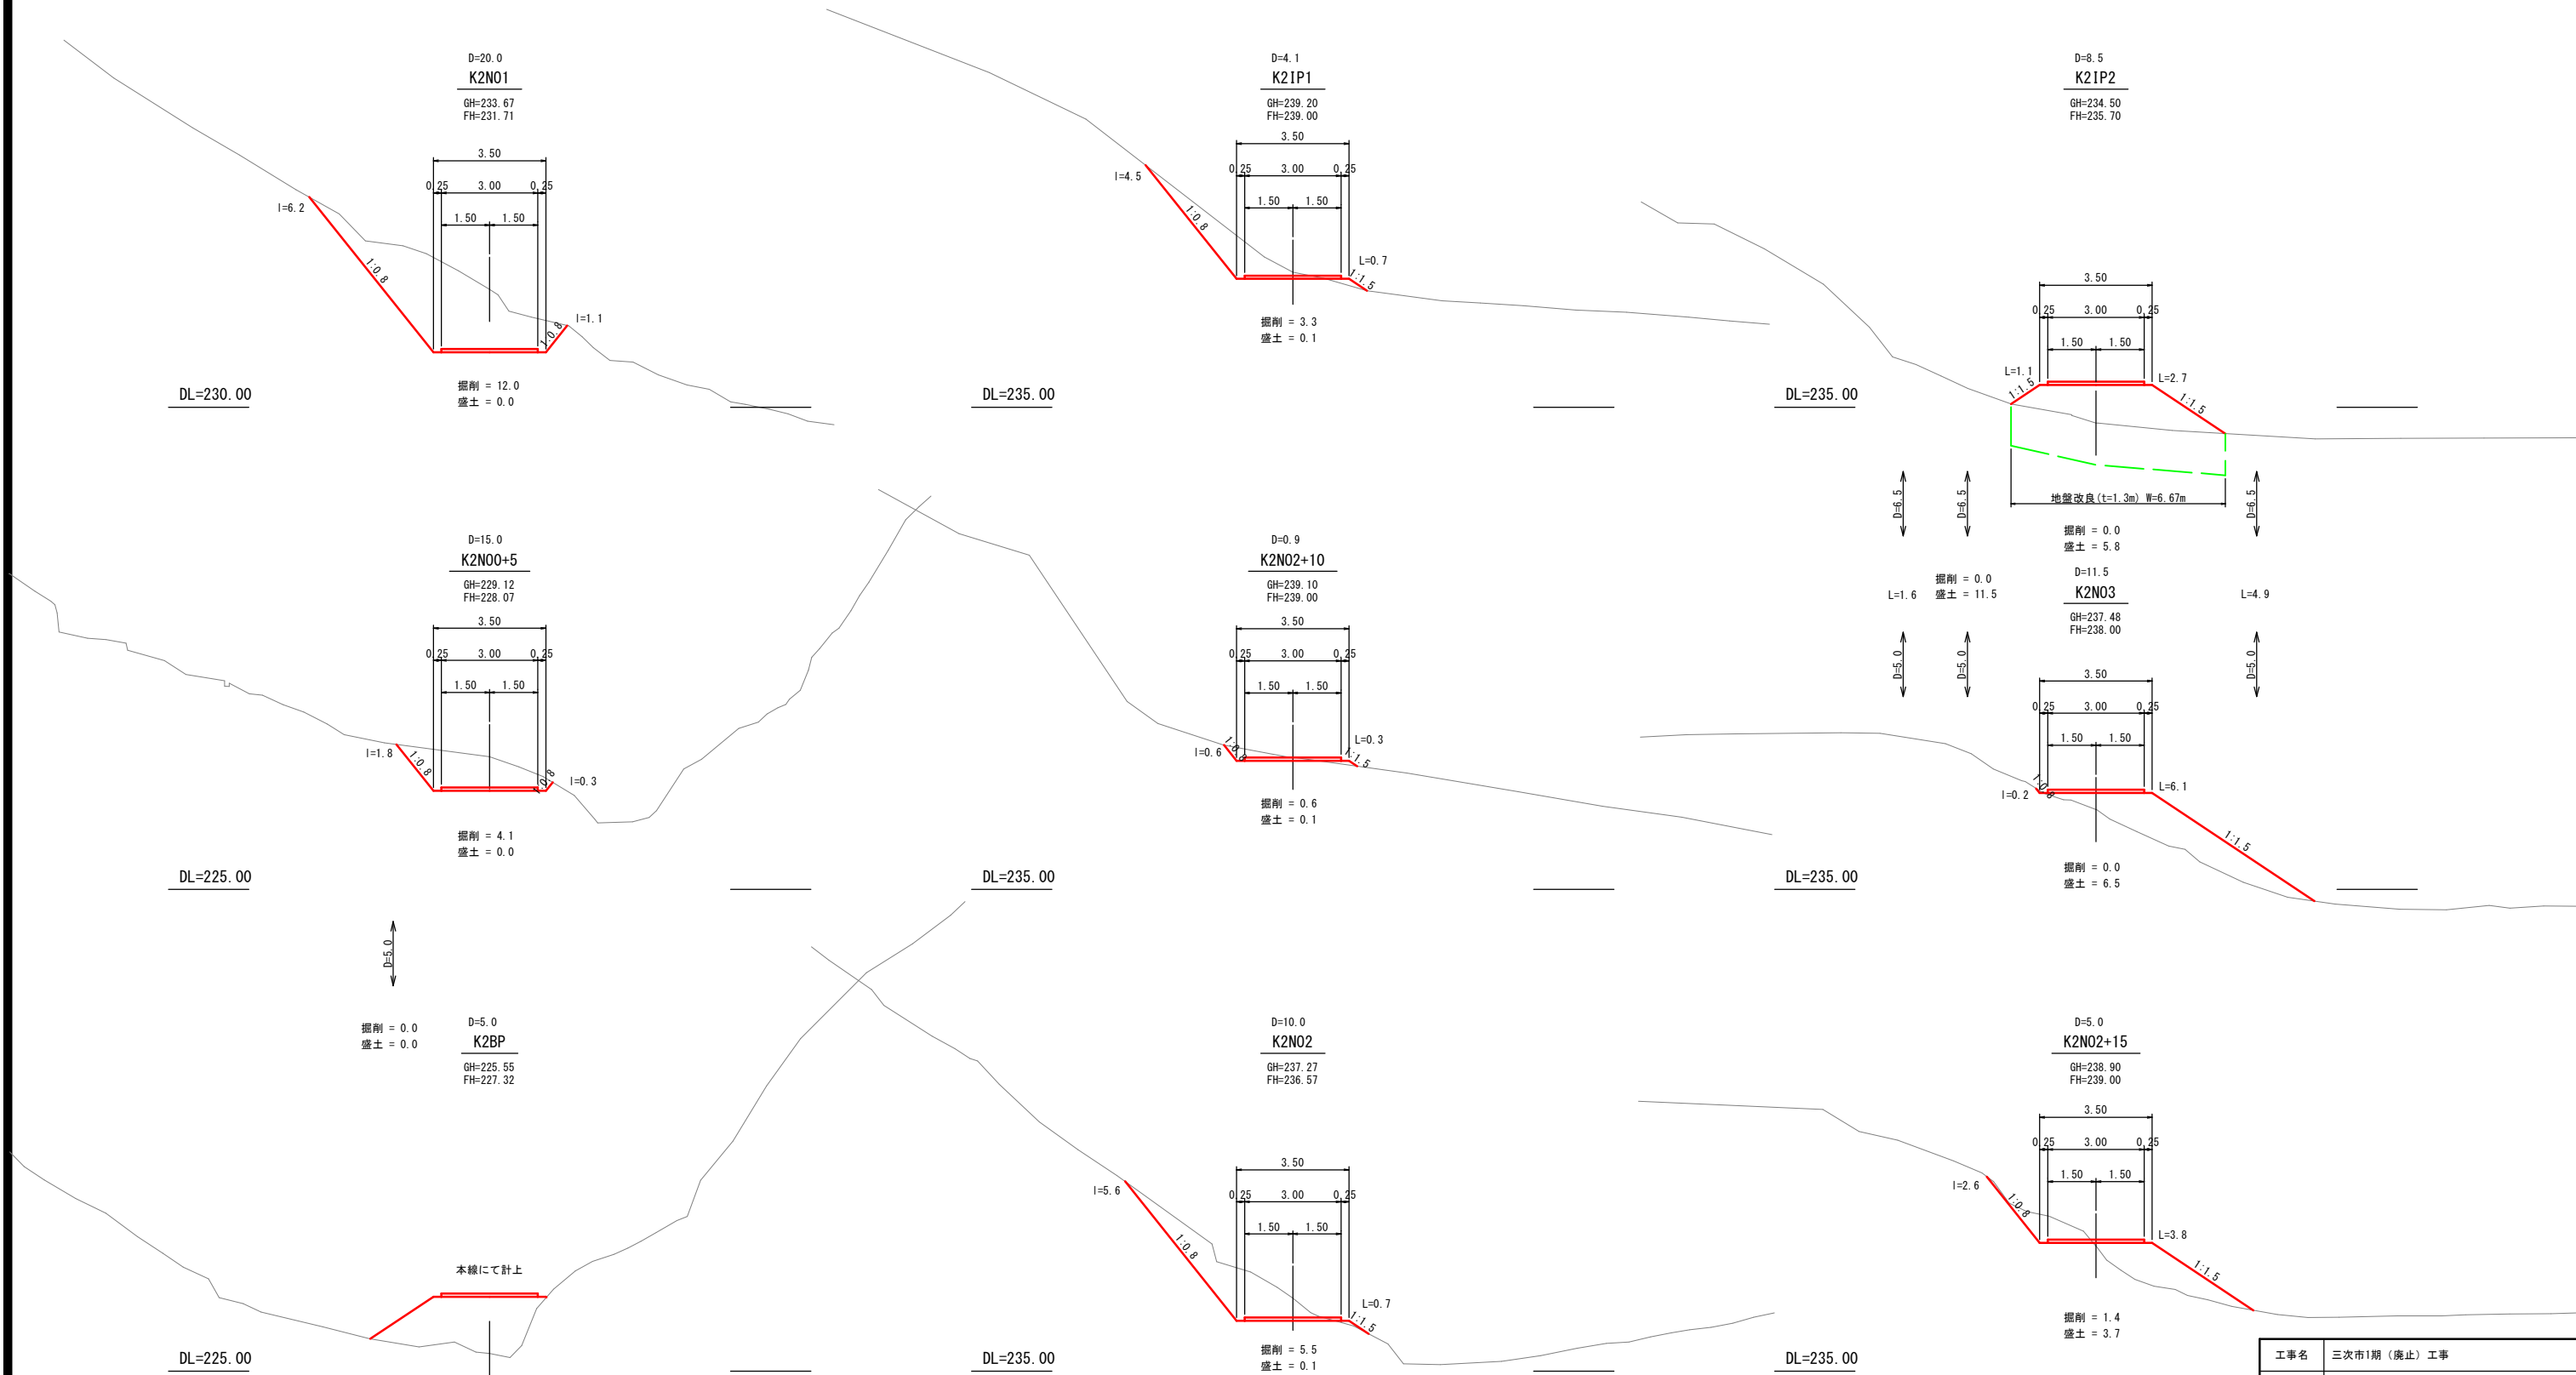 D=20.0
K2NO1
GH=233.67
FH=231.71
3.50
0.25 3.00 0.25
1.50 1.50
l=6.2
1:0.8
1:0.8
l=1.1
掘削 = 12.0
盛土 = 0.0
DL=230.00
D=4.1
K2IP1
GH=239.20
FH=239.00
3.50
0.25 3.00 0.25
1.50 1.50
l=4.5
1:0.8
L=0.7
1:1.5
掘削 = 3.3
盛土 = 0.1
DL=235.00
D=8.5
K2IP2
GH=234.50
FH=235.70
3.50
0.25 3.00 0.25
1.50 1.50
L=1.1
1:1.5
L=2.7
1:1.5
DL=235.00
地盤改良(t=1.3m) W=6.67m
D=6.5
D=6.5
D=6.5
掘削 = 0.0
盛土 = 5.8
D=15.0
K2NO0+5
GH=229.12
FH=228.07
3.50
0.25 3.00 0.25
1.50 1.50
l=1.8
1:0.8
1:0.8
l=0.3
掘削 = 4.1
盛土 = 0.0
DL=225.00
D=0.9
K2NO2+10
GH=239.10
FH=239.00
3.50
0.25 3.00 0.25
1.50 1.50
l=0.6
1:0.8
L=0.3
1:1.5
掘削 = 0.6
盛土 = 0.1
DL=235.00
掘削 = 0.0
盛土 = 11.5
L=1.6
L=4.9
D=5.0
D=5.0
D=5.0
D=11.5
K2NO3
GH=237.48
FH=238.00
3.50
0.25 3.00 0.25
1.50 1.50
l=0.2
1:0.8
L=6.1
1:1.5
掘削 = 0.0
盛土 = 6.5
DL=235.00
D=5.0
掘削 = 0.0
盛土 = 0.0
D=5.0
K2BP
GH=225.55
FH=227.32
本線にて計上
DL=225.00
D=10.0
K2NO2
GH=237.27
FH=236.57
3.50
0.25 3.00 0.25
1.50 1.50
l=5.6
1:0.8
L=0.7
1:1.5
掘削 = 5.5
盛土 = 0.1
DL=235.00
D=5.0
K2NO2+15
GH=238.90
FH=239.00
3.50
0.25 3.00 0.25
1.50 1.50
l=2.6
1:0.8
L=3.8
1:1.5
掘削 = 1.4
盛土 = 3.7
DL=235.00
工事名 三次市1期（廃止）工事